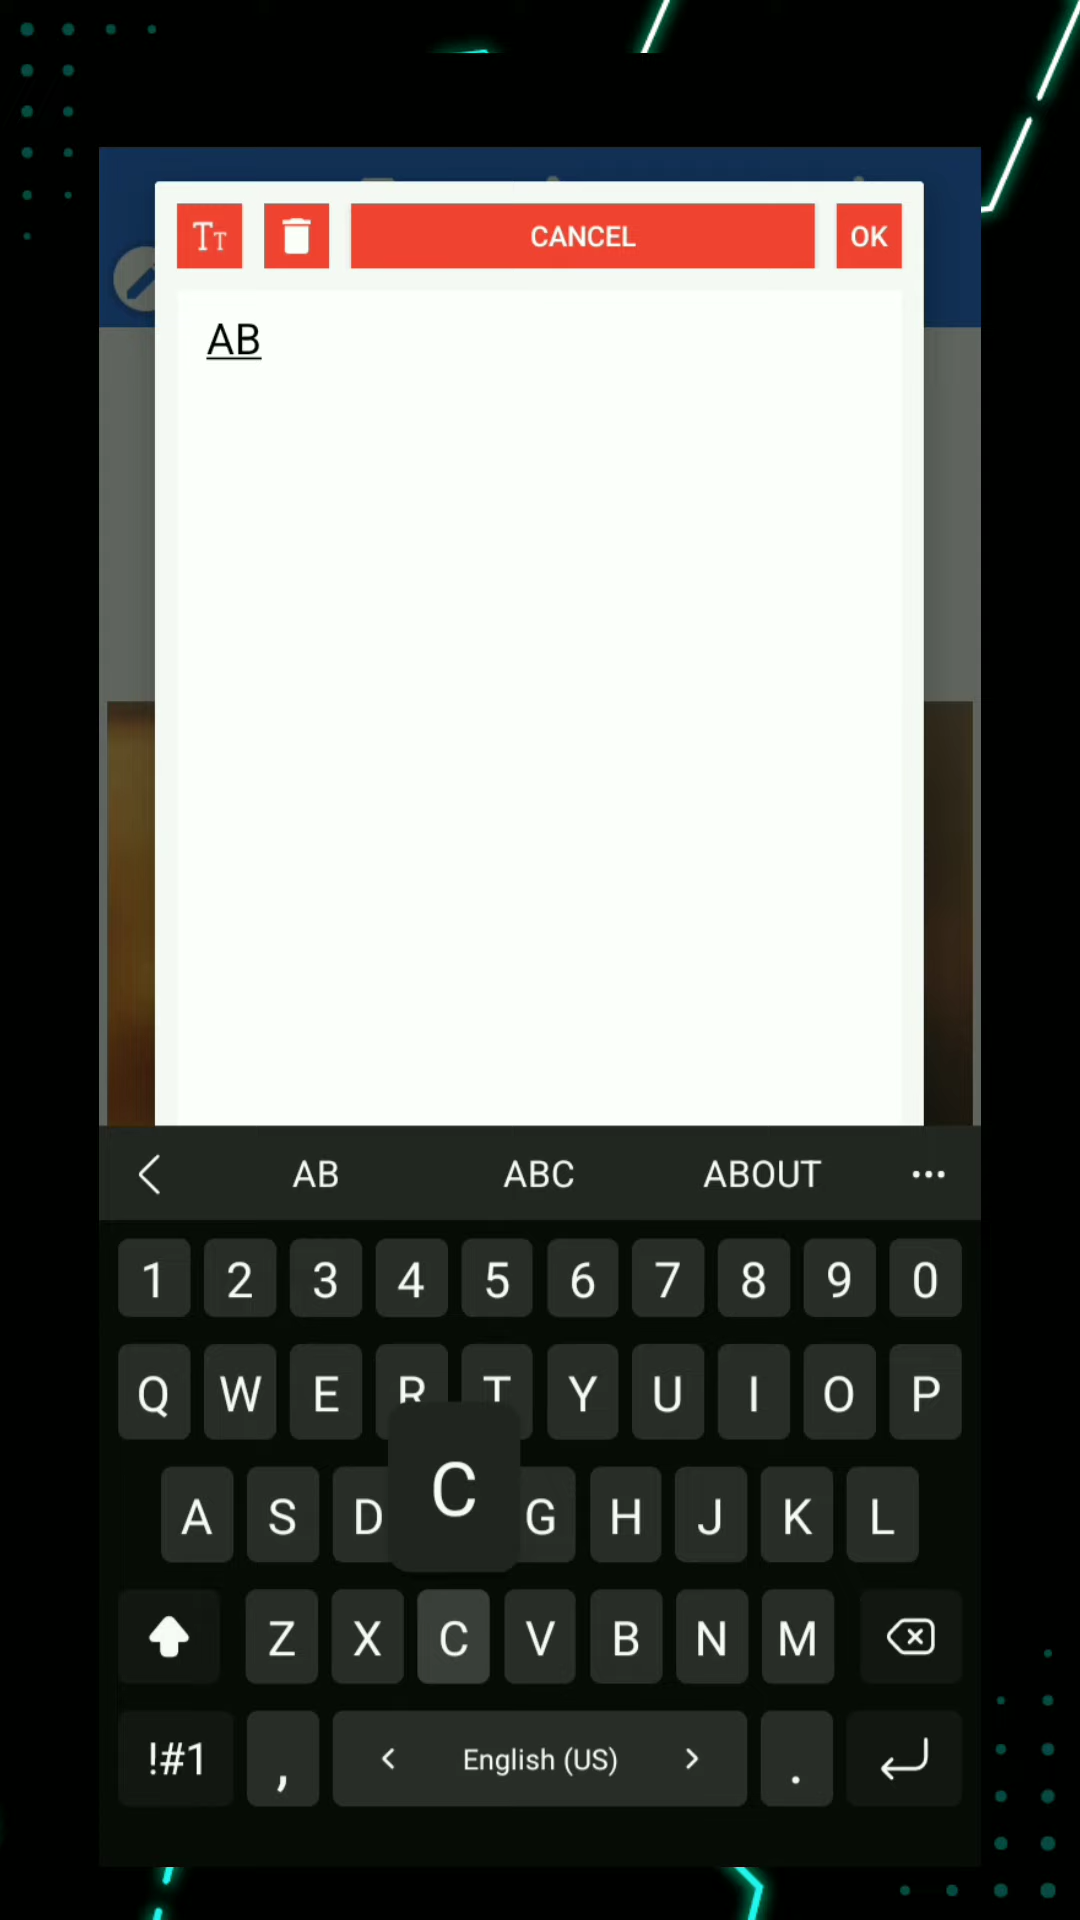 TT CANCEL OK
AB
AB ABC ABOUT ...
1 2 3 4 5 6 7 8 9 0
Q W E R T Y U I O P
C
A S D G H J K L
Z X C V B N M
!#1 , < English (US) > .